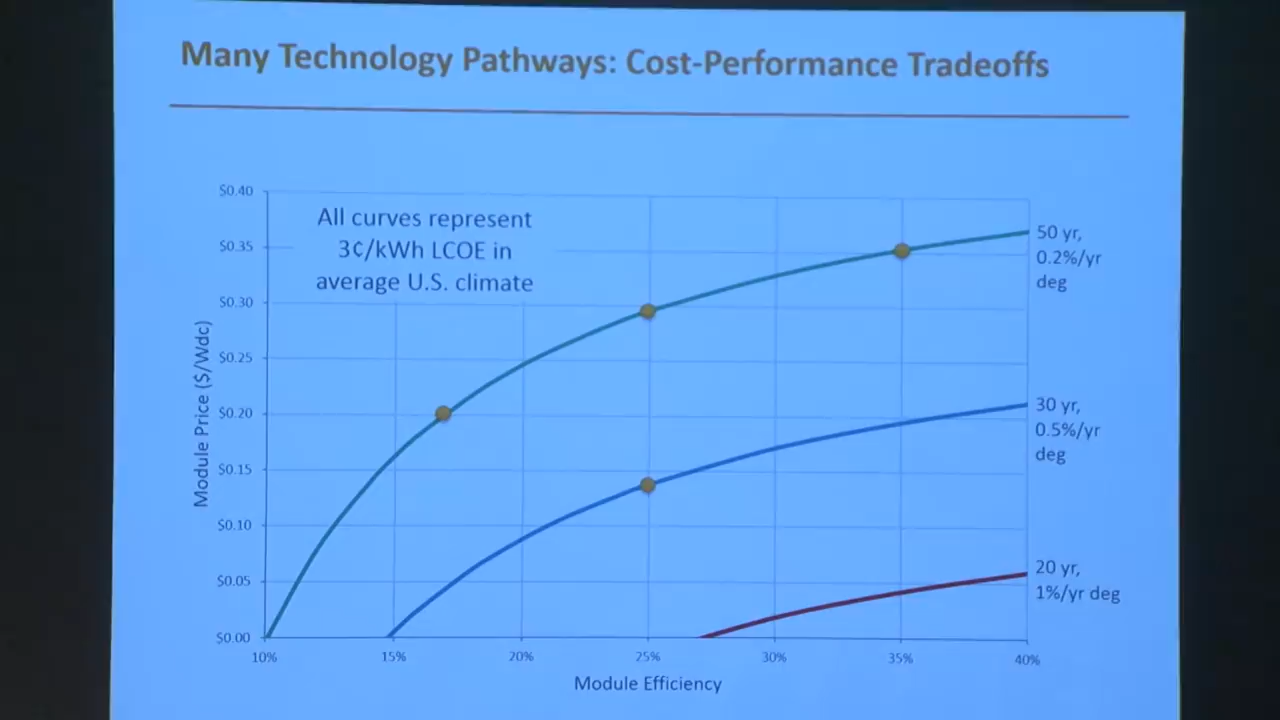 Many Technology Pathways: Cost-Performance Tradeoffs
All curves represent
3¢/kWh LCOE in
average U.S. climate
Module Price ($/Wdc)
$0.40
$0.35
$0.30
$0.25
$0.20
$0.15
$0.10
$0.05
$0.00
10%
15%
20%
25%
30%
35%
40%
Module Efficiency
50 yr,
0.2%/yr
deg
30 yr,
0.5%/yr
deg
20 yr,
1%/yr deg